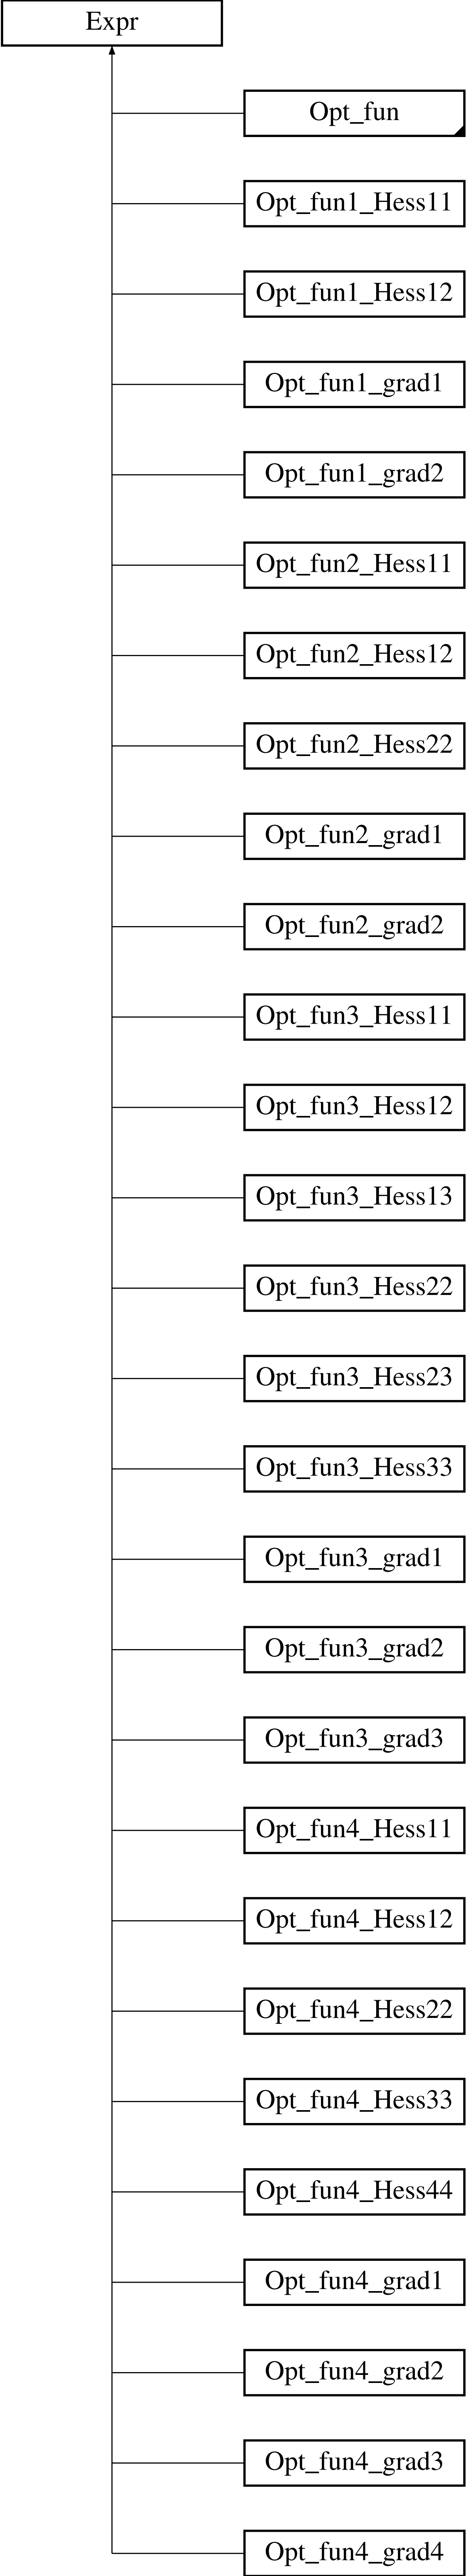 Expr
Opt_fun
Opt_fun1_Hess11
Opt_fun1_Hess12
Opt_fun1_grad1
Opt_fun1_grad2
Opt_fun2_Hess11
Opt_fun2_Hess12
Opt_fun2_Hess22
Opt_fun2_grad1
Opt_fun2_grad2
Opt_fun3_Hess11
Opt_fun3_Hess12
Opt_fun3_Hess13
Opt_fun3_Hess22
Opt_fun3_Hess23
Opt_fun3_Hess33
Opt_fun3_grad1
Opt_fun3_grad2
Opt_fun3_grad3
Opt_fun4_Hess11
Opt_fun4_Hess12
Opt_fun4_Hess22
Opt_fun4_Hess33
Opt_fun4_Hess44
Opt_fun4_grad1
Opt_fun4_grad2
Opt_fun4_grad3
Opt_fun4_grad4